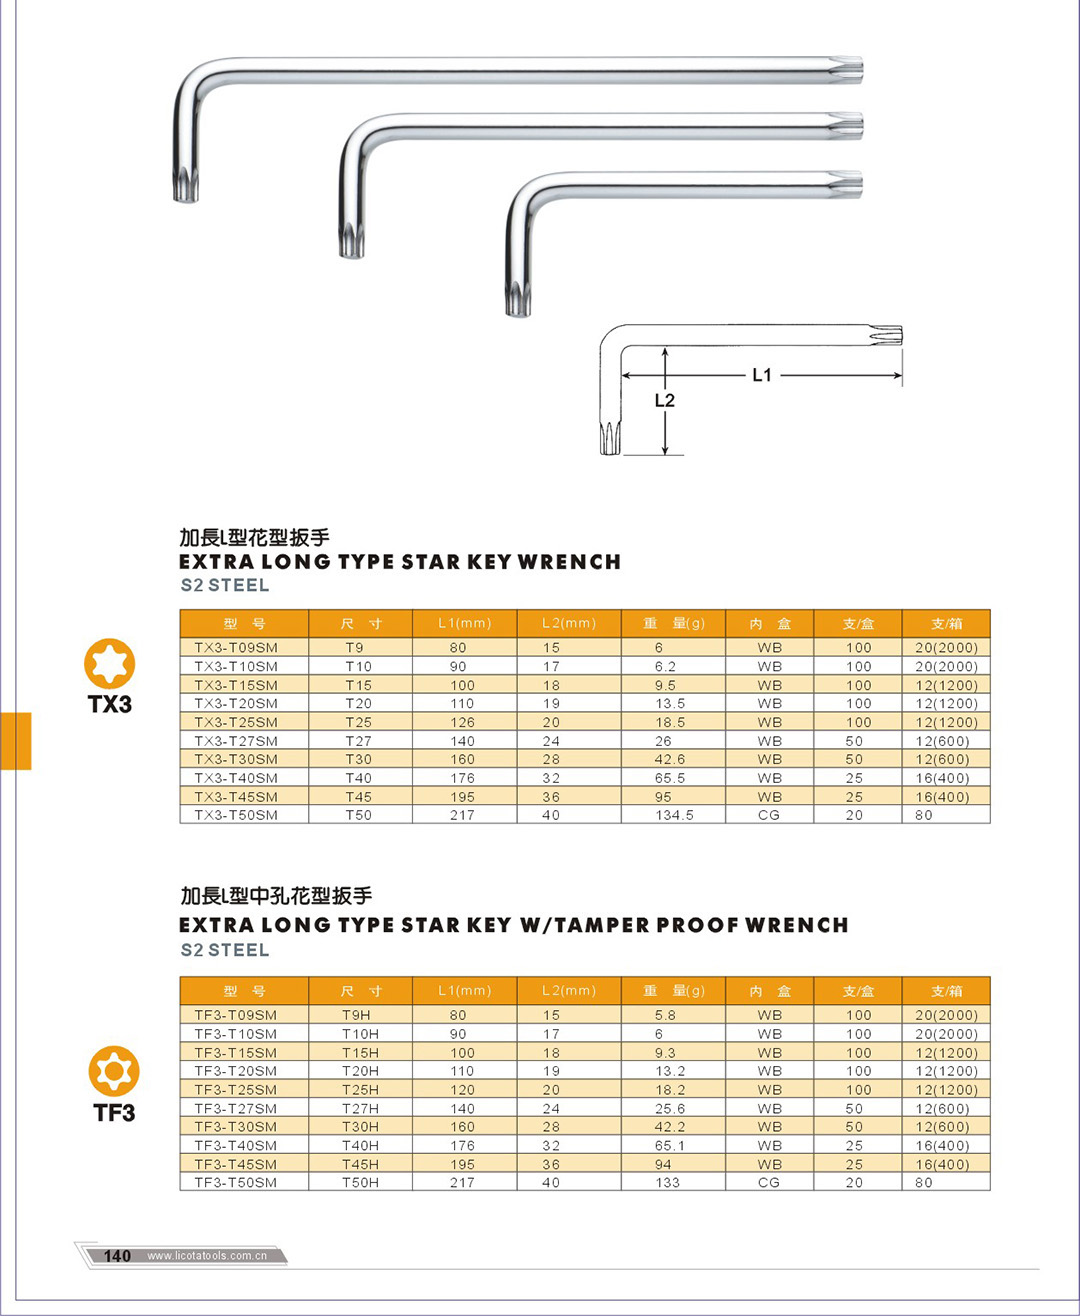 L1
L2
加長L型花型扳手
EXTRA LONG TYPE STAR KEY WRENCH
S2 STEEL
TX3
型 号 尺 寸 L1(mm) L2(mm) 重 量(g) 内 盒 支/盒 支/箱
TX3-T09SM T9 80 15 6 WB 100 20(2000)
TX3-T10SM T10 90 17 6.2 WB 100 20(2000)
TX3-T15SM T15 100 18 9.5 WB 100 12(1200)
TX3-T20SM T20 110 19 13.5 WB 100 12(1200)
TX3-T25SM T25 126 20 18.5 WB 100 12(1200)
TX3-T27SM T27 140 24 26 WB 50 12(600)
TX3-T30SM T30 160 28 42.6 WB 50 12(600)
TX3-T40SM T40 176 32 65.5 WB 25 16(400)
TX3-T45SM T45 195 36 95 WB 25 16(400)
TX3-T50SM T50 217 40 134.5 CG 20 80
加長L型中孔花型扳手
EXTRA LONG TYPE STAR KEY W/TAMPER PROOF WRENCH
S2 STEEL
TF3
型 号 尺 寸 L1(mm) L2(mm) 重 量(g) 内 盒 支/盒 支/箱
TF3-T09SM T9H 80 15 5.8 WB 100 20(2000)
TF3-T10SM T10H 90 17 6 WB 100 20(2000)
TF3-T15SM T15H 100 18 9.3 WB 100 12(1200)
TF3-T20SM T20H 110 19 13.2 WB 100 12(1200)
TF3-T25SM T25H 120 20 18.2 WB 100 12(1200)
TF3-T27SM T27H 140 24 25.6 WB 50 12(600)
TF3-T30SM T30H 160 28 42.2 WB 50 12(600)
TF3-T40SM T40H 176 32 65.1 WB 25 16(400)
TF3-T45SM T45H 195 36 94 WB 25 16(400)
TF3-T50SM T50H 217 40 133 CG 20 80
140 www.licotatools.com.cn